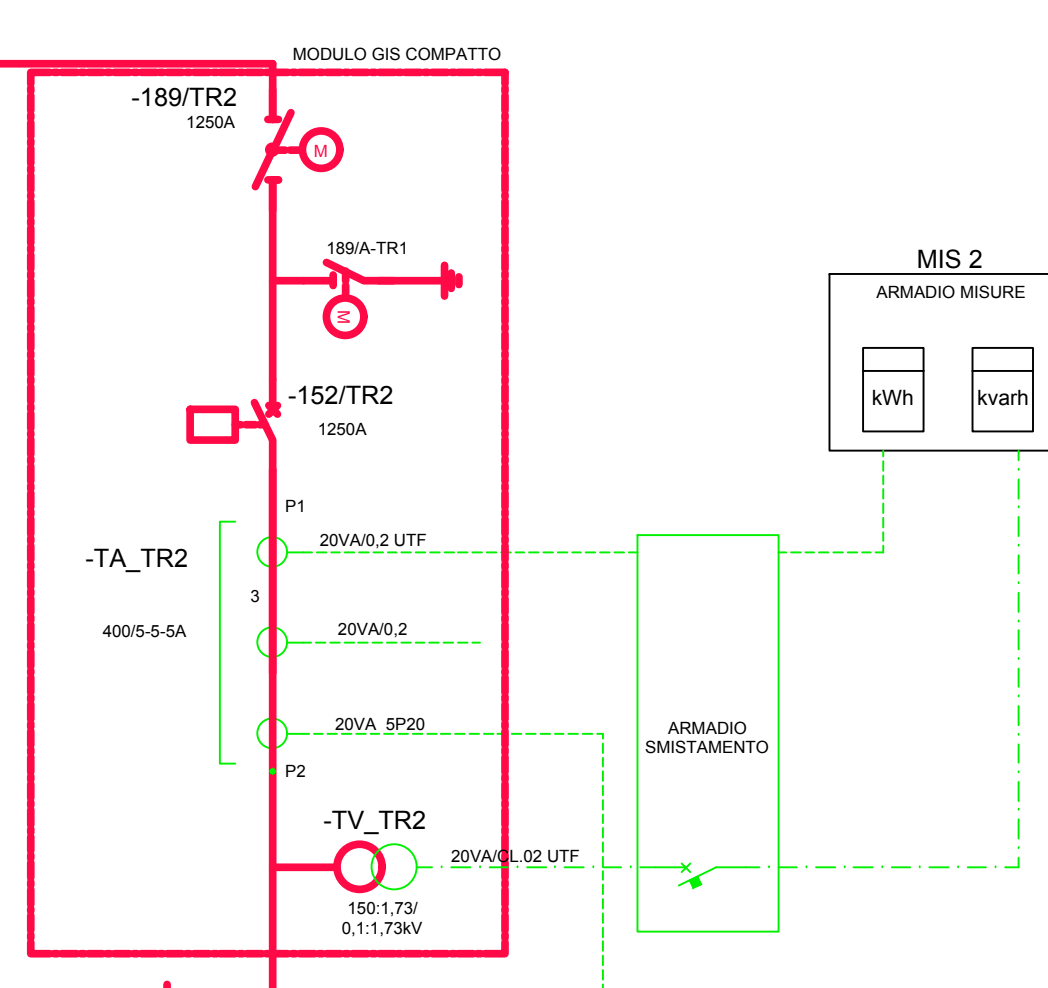 MODULO GIS COMPATTO
-189/TR2
1250A
M
189/A-TR1
M
MIS 2
ARMADIO MISURE
kWh
kvarh
-152/TR2
1250A
P1
20VA/0,2 UTF
-TA_TR2
3
400/5-5-5A
20VA/0,2
20VA 5P20
ARMADIO
SMISTAMENTO
P2
-TV_TR2
20VA/CL.02 UTF
150:1,73/
0,1:1,73kV